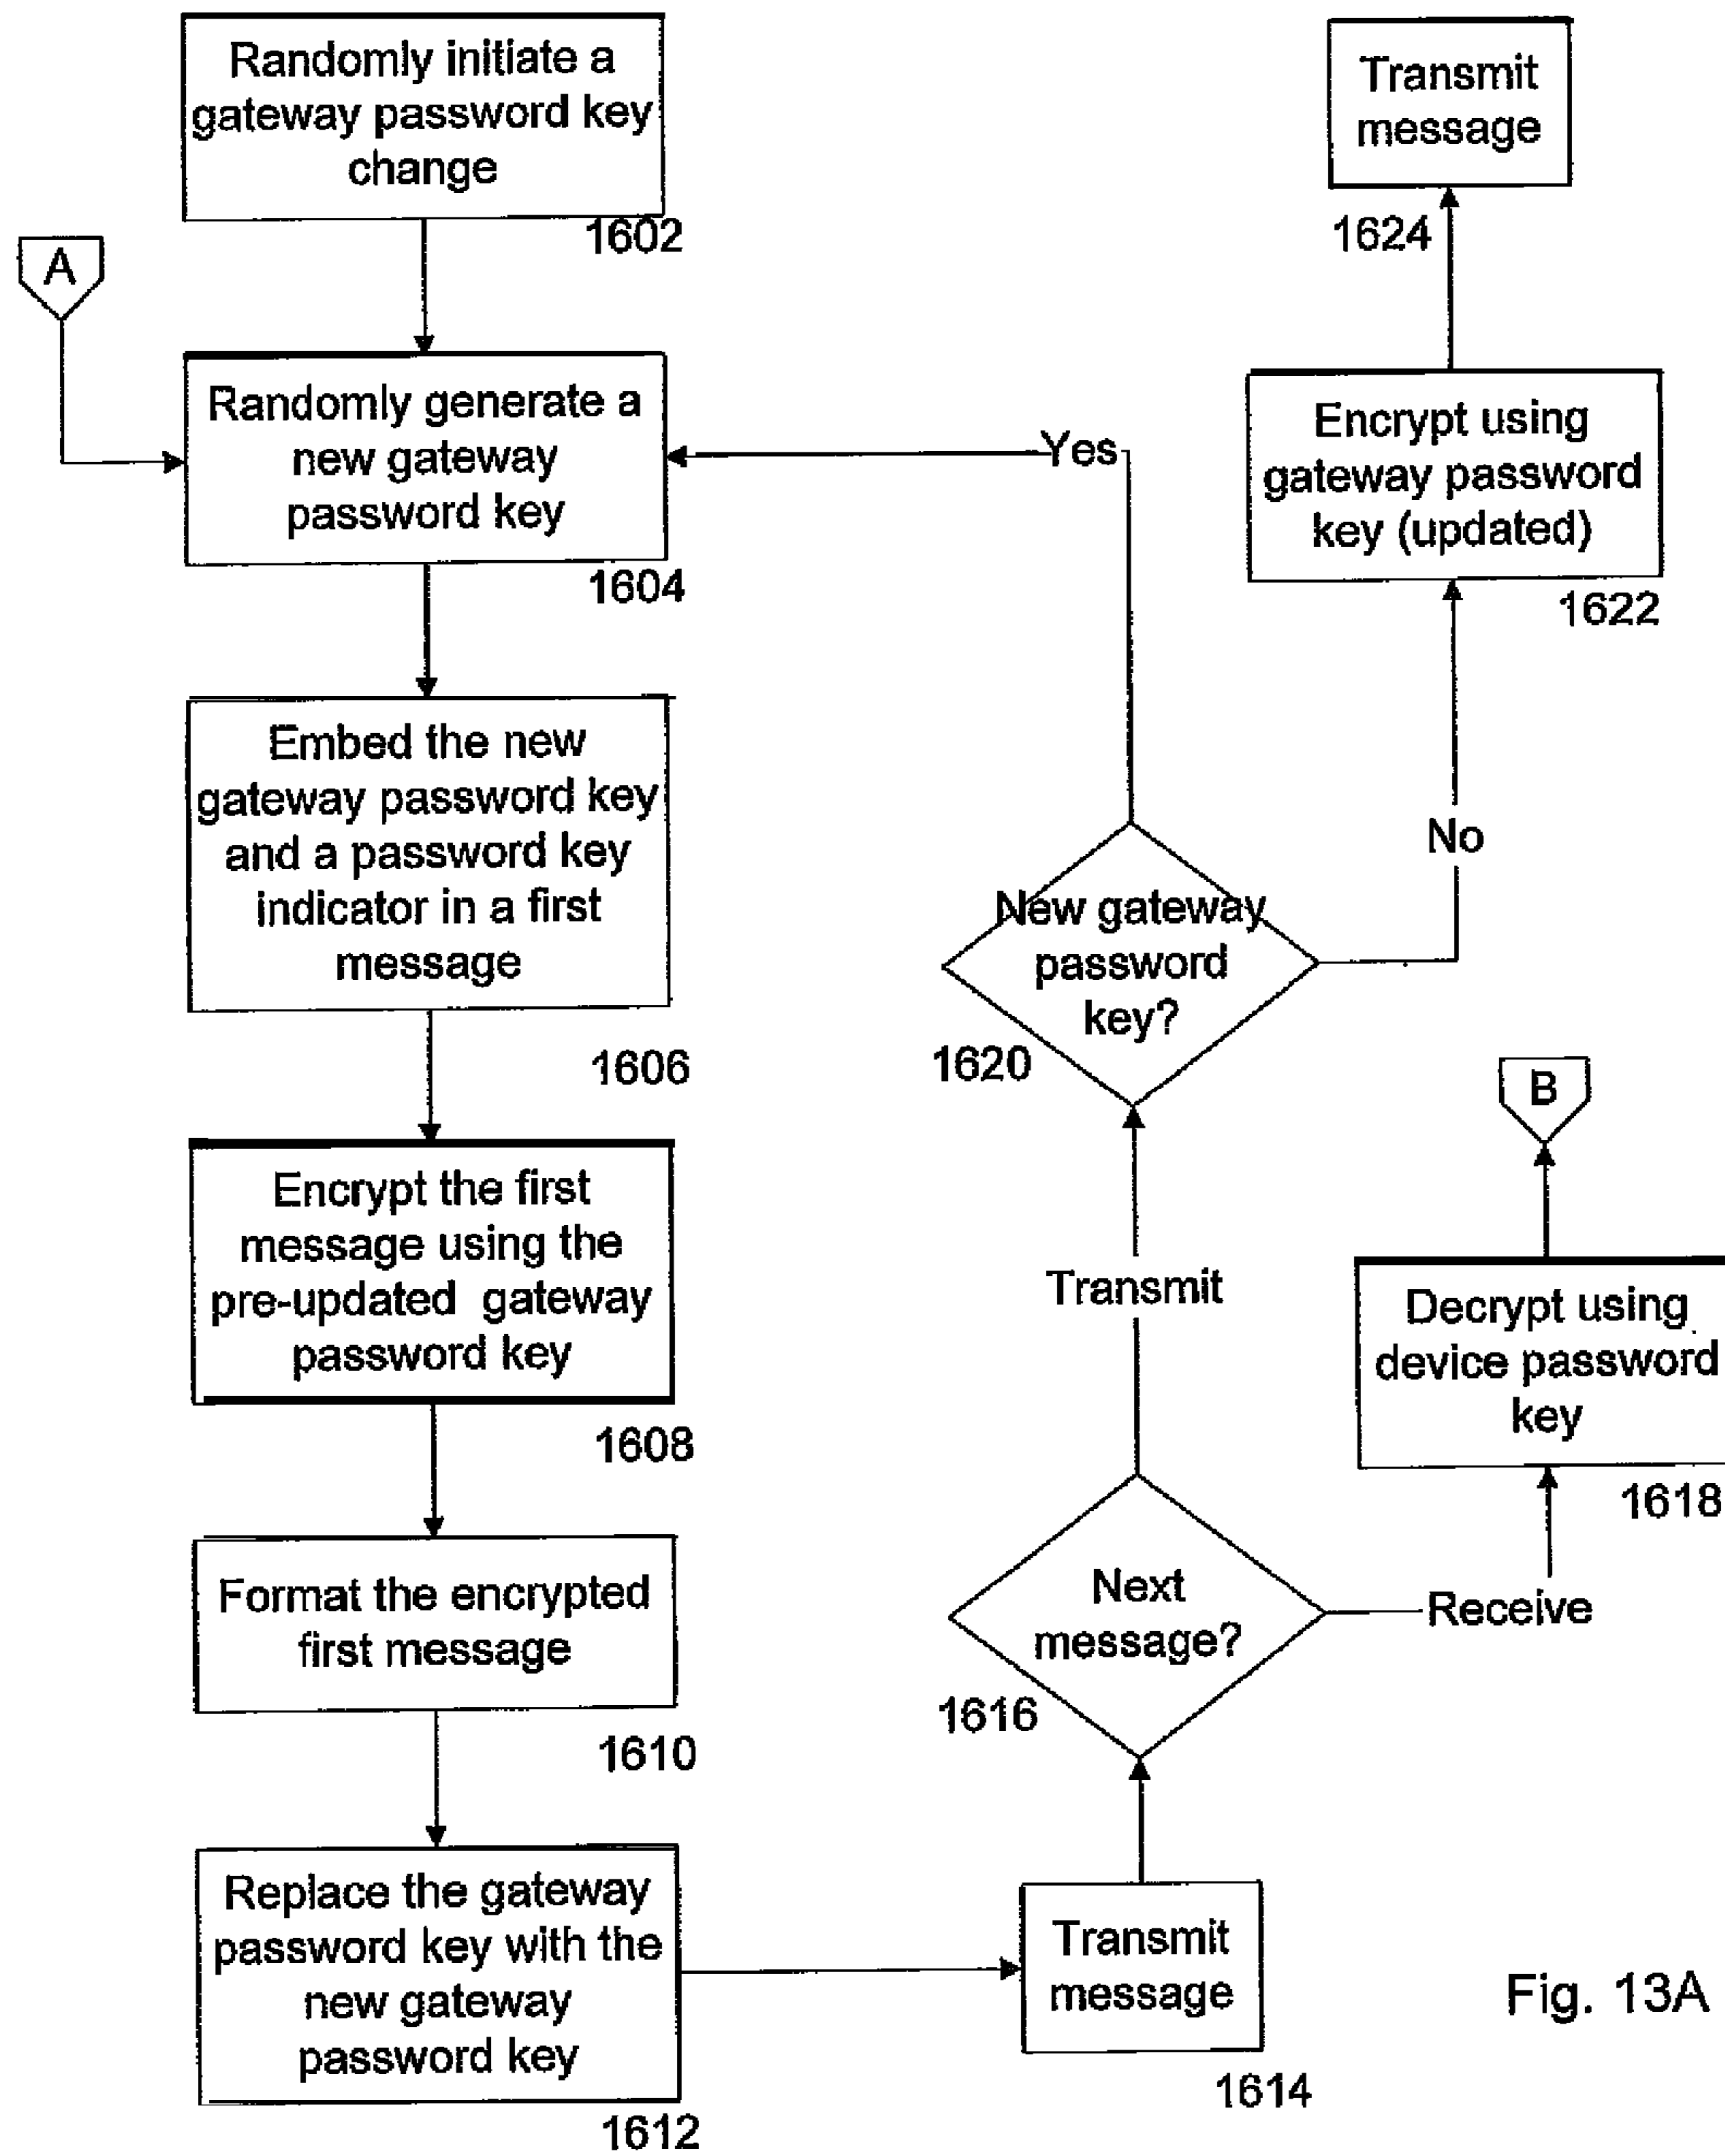 Randomly initiate a
gateway password key
change
1602
A
Randomly generate a
new gateway
password key
1604
Embed the new
gateway password key
and a password key
indicator in a first
message
1606
Encrypt the first
message using the
pre-updated gateway
password key
1608
Format the encrypted
first message
1610
Replace the gateway
password key with the
new gateway
password key
1612
Transmit
message
1614
Next
message?
1616
Receive
Decrypt using
device password
key
1618
B
Transmit
New gateway
password
key?
1620
Yes
No
Encrypt using
gateway password
key (updated)
1622
Transmit
message
1624
Fig. 13A